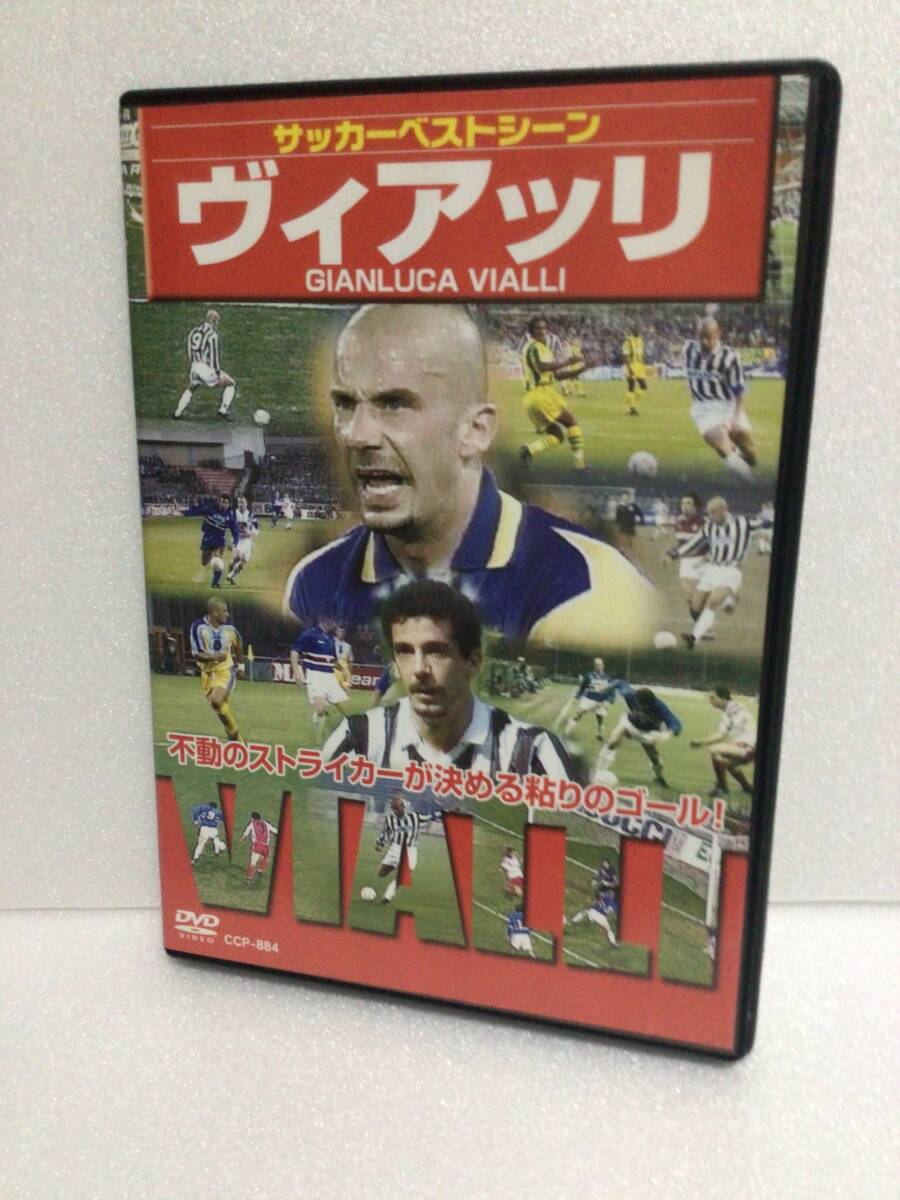 サッカーベストシーン
ヴィアッリ
GIANLUCA VIALLI
不動のストライカーが決める粘りのゴール!
VIALLI
DVD
VIDEO
CCP-884